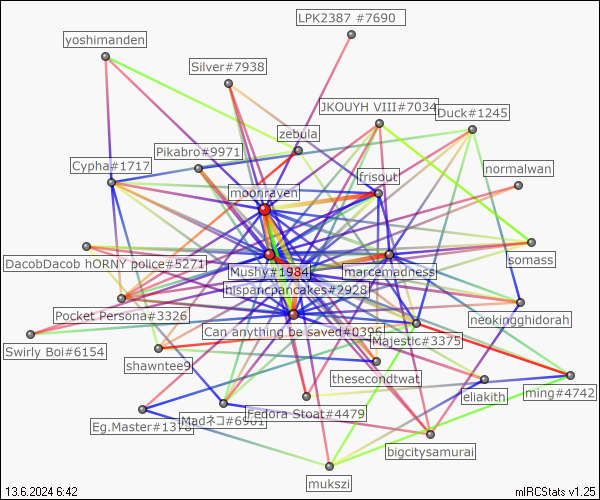 LPK2387 #7690
yoshimanden
Silver#7938
JKOUYH VIII#7034
Duck#1245
zebula
Pikabro#9971
Cypha#1717
frisout
normalwan
moonraven
somass
DacobDacob hORNY police#5271
Mushy#1984
marcemadness
hispancpancakes#2928
Pocket Persona#3326
neokingghidorah
Can anything be saved#0396
Majestic#3375
Swirly Boi#6154
shawntee9
thesecondtwat
eliakith
ming#4742
Eg.Master#1378
Madネコ#6961
Fedora Stoat#4479
bigcitysamurai
mukszi
13.6.2024 6:42
mIRCStats v1.25